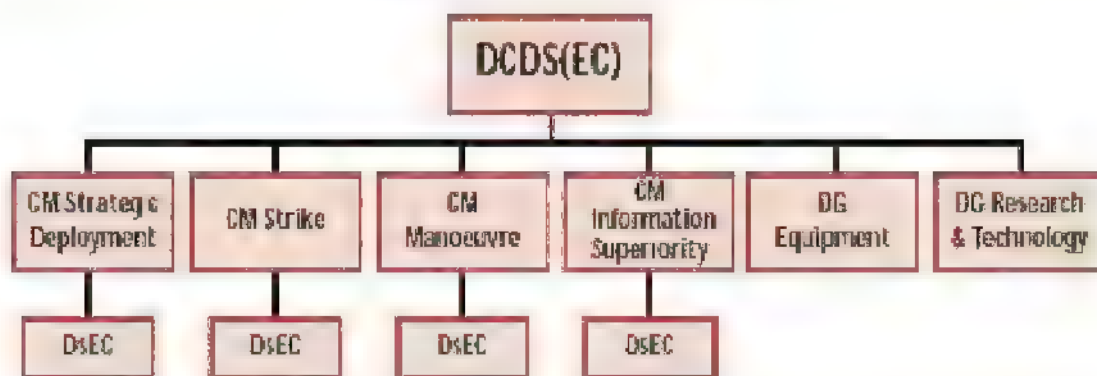 DCDS(EC)
CM Strategic
Deployment
CM Strike
CM
Manoeuvre
CM
Information
Superiority
DG
Equipment
DG Research
& Technology
DsEC
DsEC
DsEC
DsEC